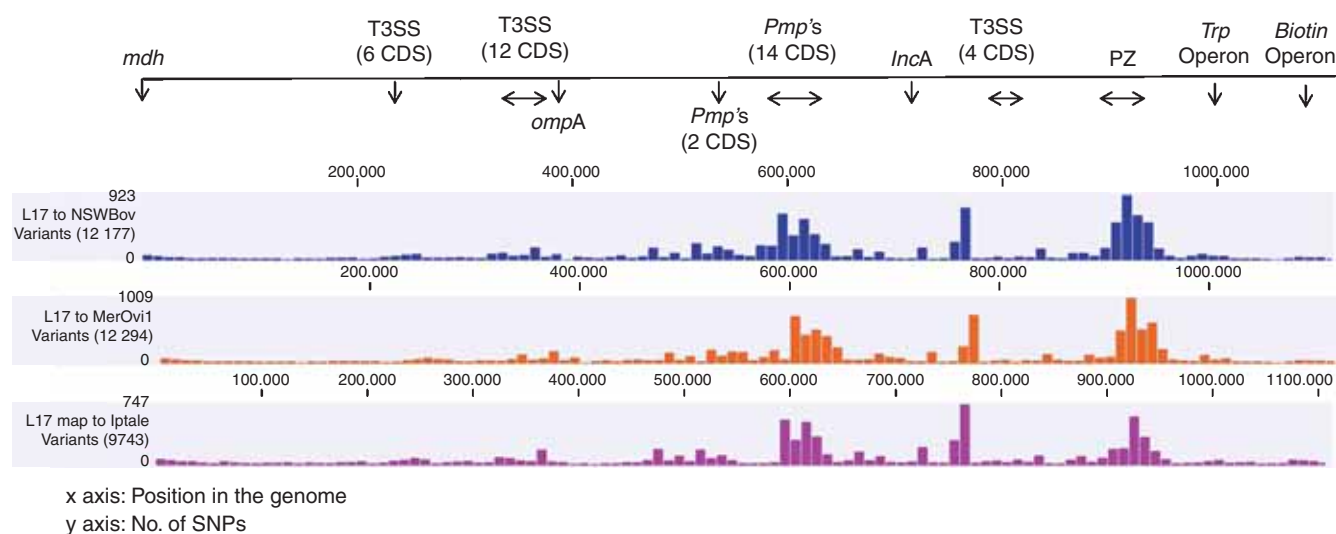 mdh
T3SS
(6 CDS)
T3SS
(12 CDS)
ompA
Pmp's
(2 CDS)
Pmp's
(14 CDS)
IncA
T3SS
(4 CDS)
PZ
Trp
Operon
Biotin
Operon
200.000 400.000 600.000 800.000 1000.000
923
L17 to NSWBov
Variants (12 177)
0
200.000 400.000 600.000 800.000 1000.000
1009
L17 to MerOvi1
Variants (12 294)
0
100.000 200.000 300.000 400.000 500.000 600.000 700.000 800.000 900.000 1000.000 1100.000
747
L17 map to Iptale
Variants (9743)
0
x axis: Position in the genome
y axis: No. of SNPs